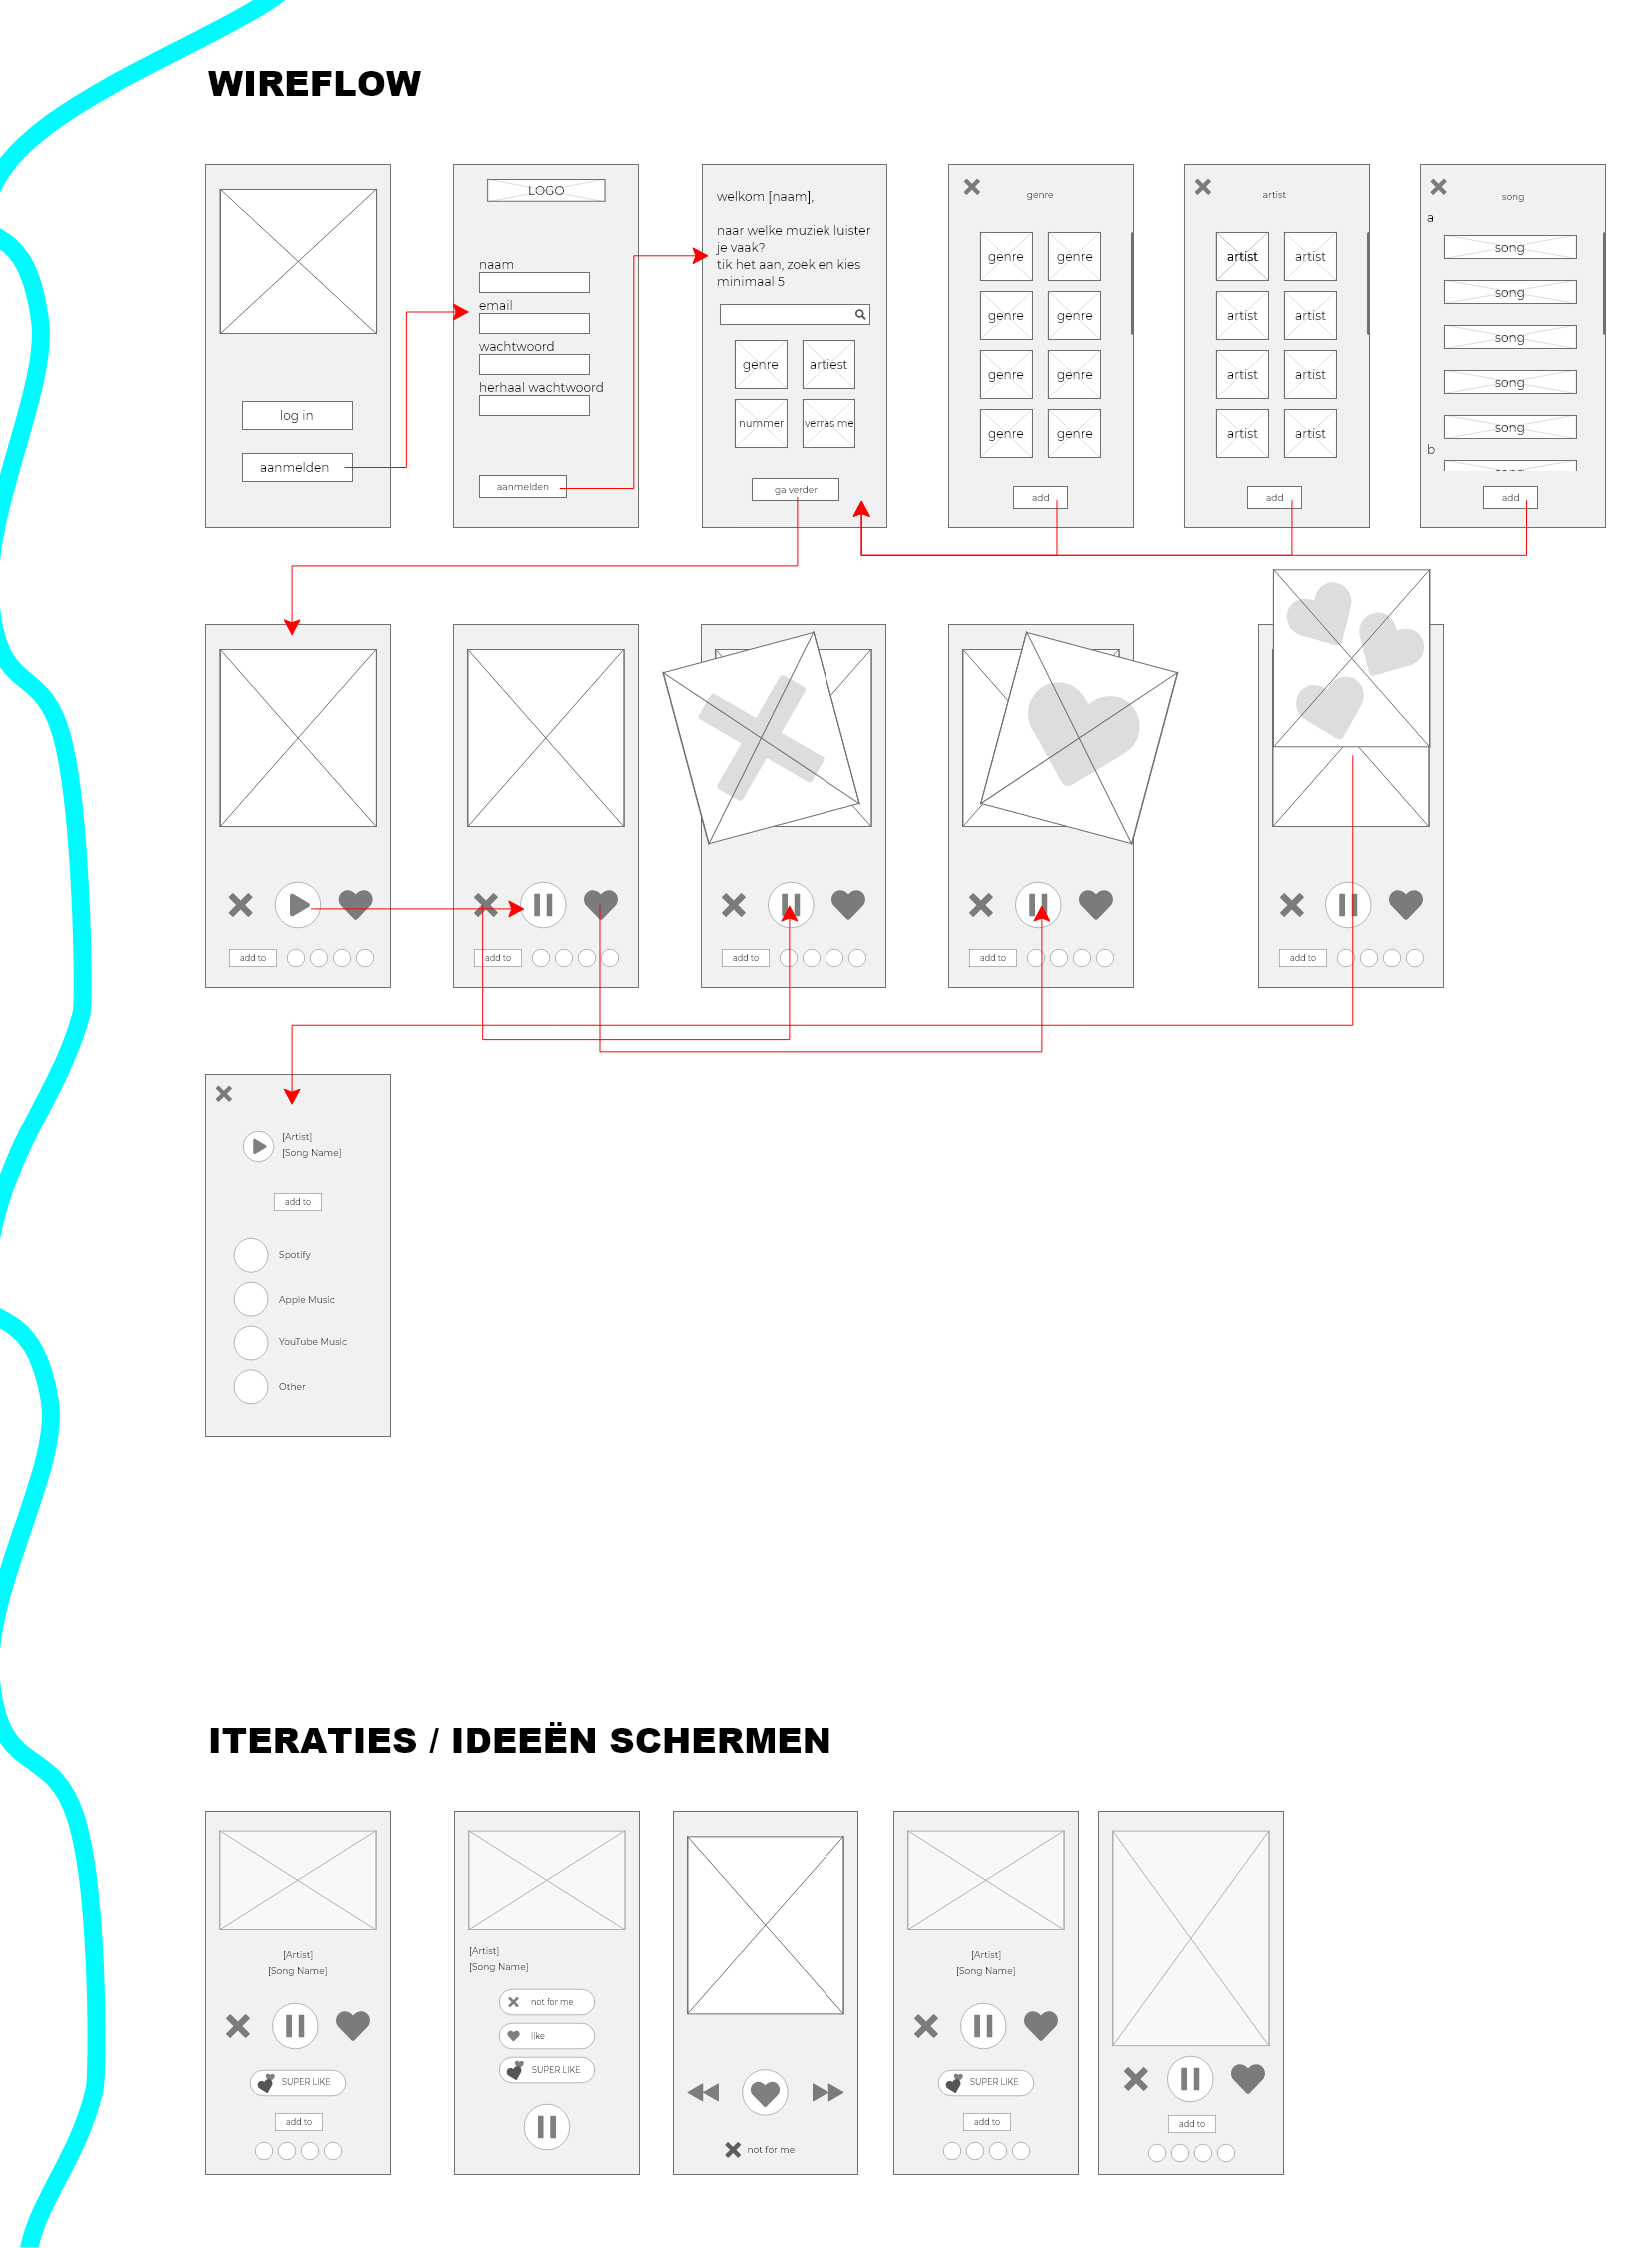 WIREFLOW
log in
aanmelden
LOGO
naam
email
wachtwoord
herhaal wachtwoord
aanmelden
welkom [naam],
naar welke muziek luister
je vaak?
tik het aan, zoek en kies
minimaal 5
genre
artiest
nummer
verras me
ga verder
genre
genre
genre
genre
genre
genre
genre
genre
genre
add
artist
artist
artist
artist
artist
artist
artist
artist
artist
add
song
a
song
song
song
song
song
b
add
add to
add to
add to
add to
add to
[Artist]
[Song Name]
add to
Spotify
Apple Music
YouTube Music
Other
ITERATIES / IDEEËN SCHERMEN
[Artist]
[Song Name]
SUPER LIKE
add to
[Artist]
[Song Name]
not for me
like
SUPER LIKE
not for me
[Artist]
[Song Name]
SUPER LIKE
add to
add to